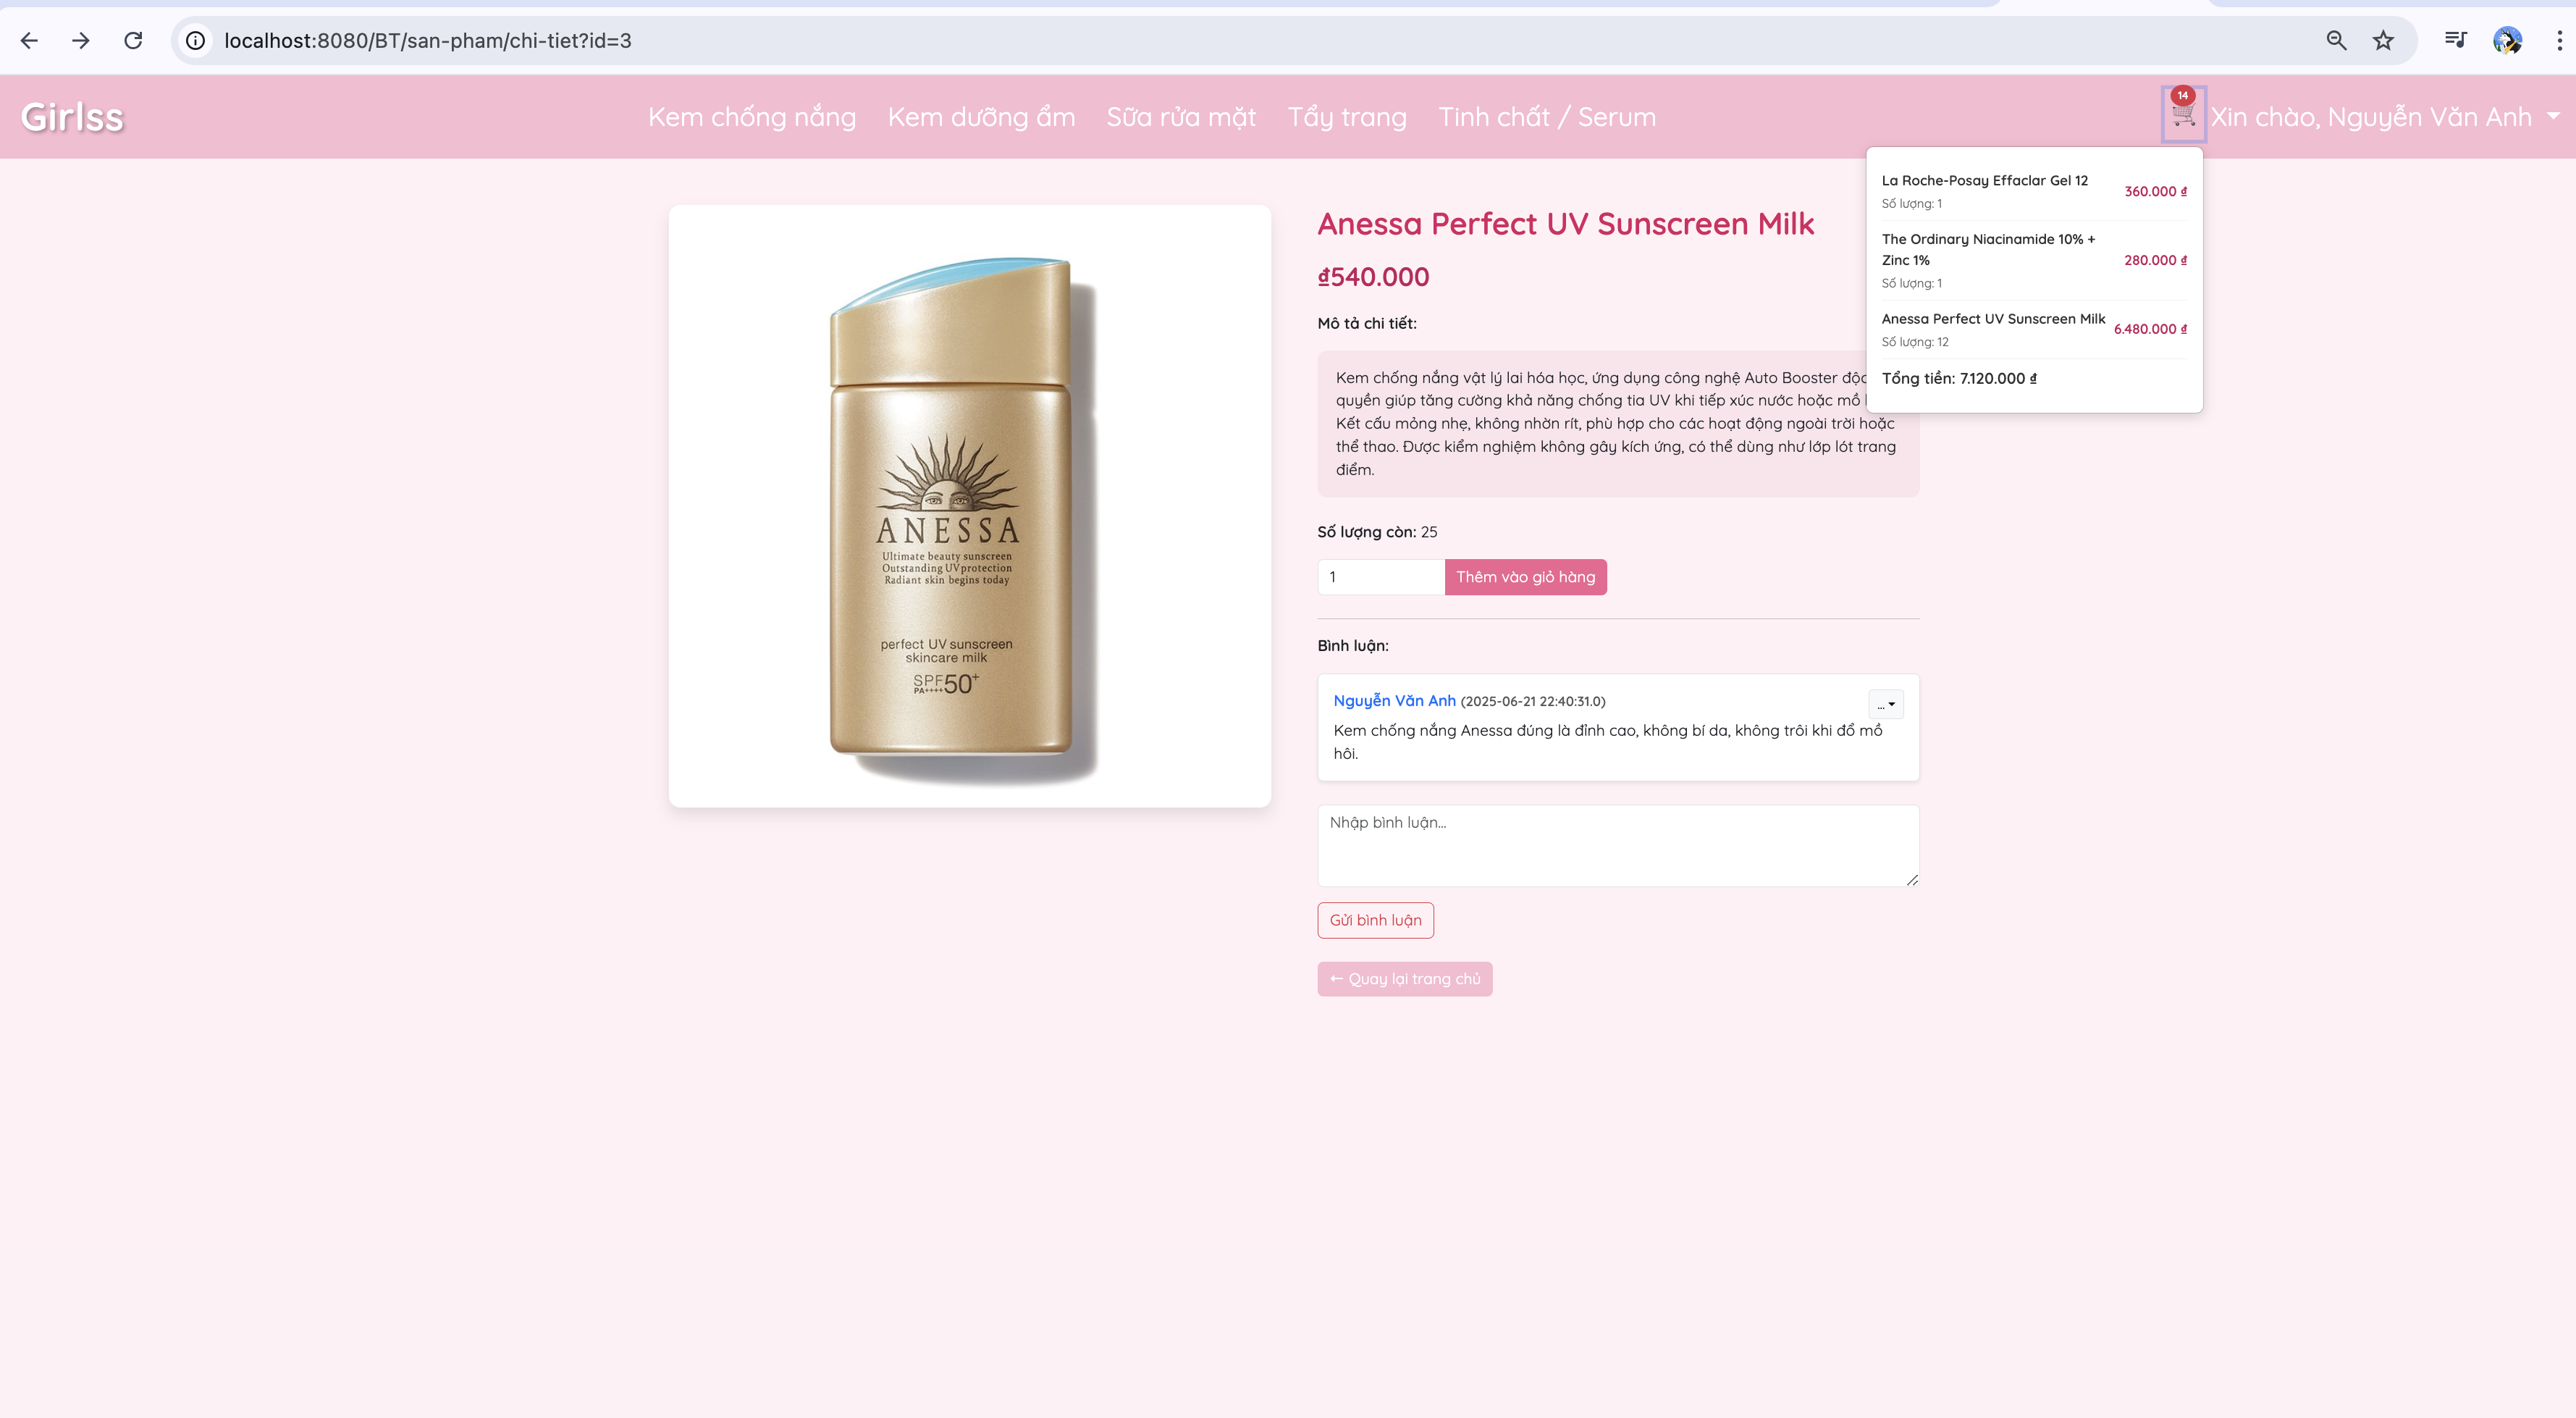 localhost:8080/BT/san-pham/chi-tiet?id=3
Girlss
Kem chống nắng
Kem dưỡng ẩm
Sữa rửa mặt
Tẩy trang
Tinh chất / Serum
14
Xin chào, Nguyễn Văn Anh
La Roche-Posay Effaclar Gel 12
Số lượng: 1
360.000 ₫
The Ordinary Niacinamide 10% +
Zinc 1%
Số lượng: 1
280.000 ₫
Anessa Perfect UV Sunscreen Milk
Số lượng: 12
6.480.000 ₫
Tổng tiền: 7.120.000 ₫
ANESSA
Ultimate beauty sunscreen
Outstanding UV protection
Radiant skin begins today
perfect UV sunscreen
skincare milk
SPF50+
PA++++
Anessa Perfect UV Sunscreen Milk
₫540.000
Mô tả chi tiết:
Kem chống nắng vật lý lai hóa học, ứng dụng công nghệ Auto Booster độc
quyền giúp tăng cường khả năng chống tia UV khi tiếp xúc nước hoặc mồ
Kết cấu mỏng nhẹ, không nhờn rít, phù hợp cho các hoạt động ngoài trời hoặc
thể thao. Được kiểm nghiệm không gây kích ứng, có thể dùng như lớp lót trang
điểm.
Số lượng còn: 25
1
Thêm vào giỏ hàng
Bình luận:
Nguyễn Văn Anh (2025-06-21 22:40:31.0)
...
Kem chống nắng Anessa đúng là đỉnh cao, không bí da, không trôi khi đổ mồ
hôi.
Nhập bình luận...
Gửi bình luận
← Quay lại trang chủ